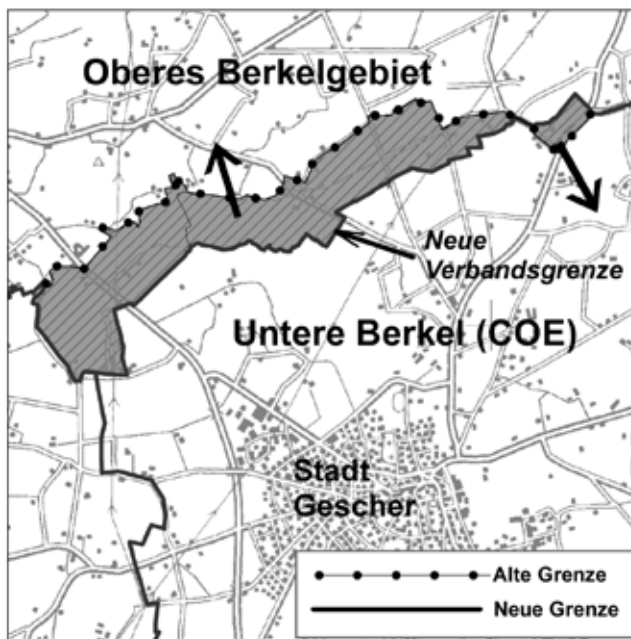 Oberes Berkelgebiet
Neue
Verbandsgrenze
Untere Berkel (COE)
Stadt
Gescher
Alte Grenze
Neue Grenze